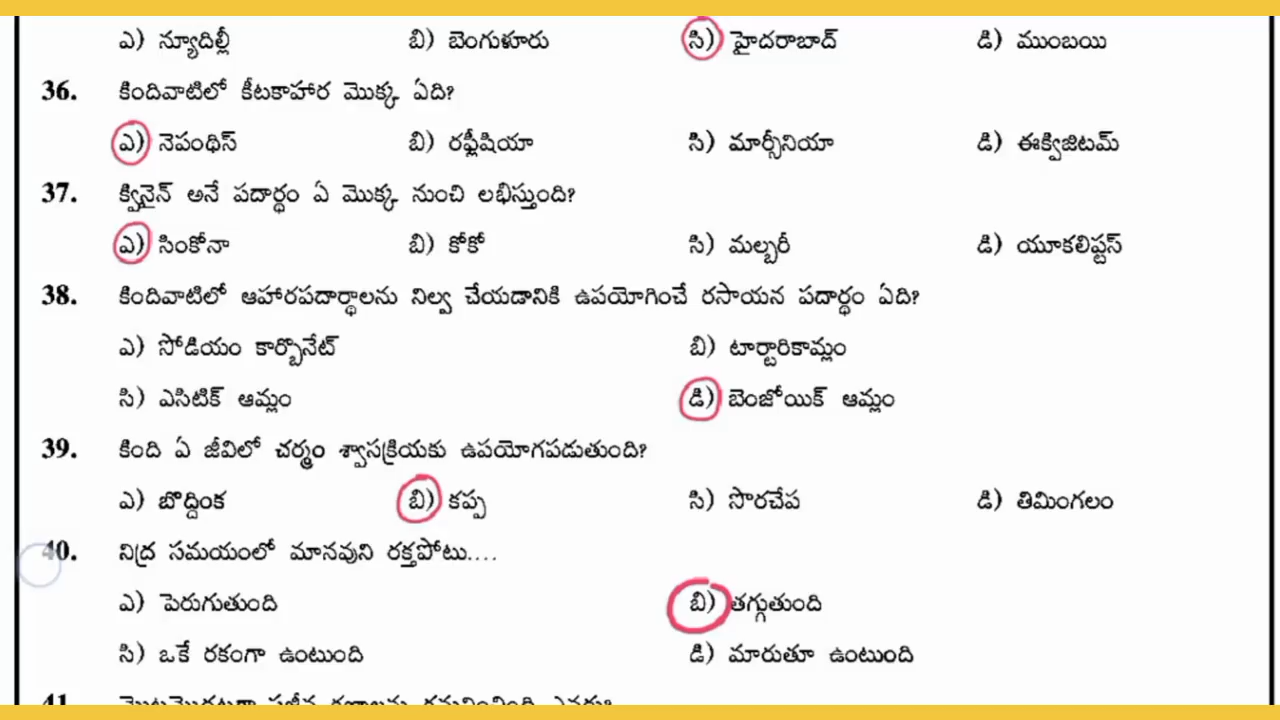 ఎ) న్యూదిల్లీ బి) బెంగుళూరు సి) హైదరాబాద్ డి) ముంబయి
36. కిందివాటిలో కీటకాహార మొక్క ఏది?
ఎ) నెపంథిస్ బి) రఫ్లీషియా సి) మార్సీనియా డి) ఈక్విజిటమ్
37. క్వినైన్ అనే పదార్థం ఏ మొక్క నుంచి లభిస్తుంది?
ఎ) సింకోనా బి) కోకో సి) మల్బరీ డి) యూకలిప్టస్
38. కిందివాటిలో ఆహారపదార్థాలను నిల్వ చేయడానికి ఉపయోగించే రసాయన పదార్థం ఏది?
ఎ) సోడియం కార్బొనేట్ బి) టార్టారికామ్లం
సి) ఎసిటిక్ ఆమ్లం డి) బెంజోయిక్ ఆమ్లం
39. కింది ఏ జీవిలో చర్మం శ్వాసక్రియకు ఉపయోగపడుతుంది?
ఎ) బొద్దింక బి) కప్ప సి) సొరచేప డి) తిమింగలం
40. నిద్ర సమయంలో మానవుని రక్తపోటు....
ఎ) పెరుగుతుంది బి) తగ్గుతుంది
సి) ఒకే రకంగా ఉంటుంది డి) మారుతూ ఉంటుంది
41.